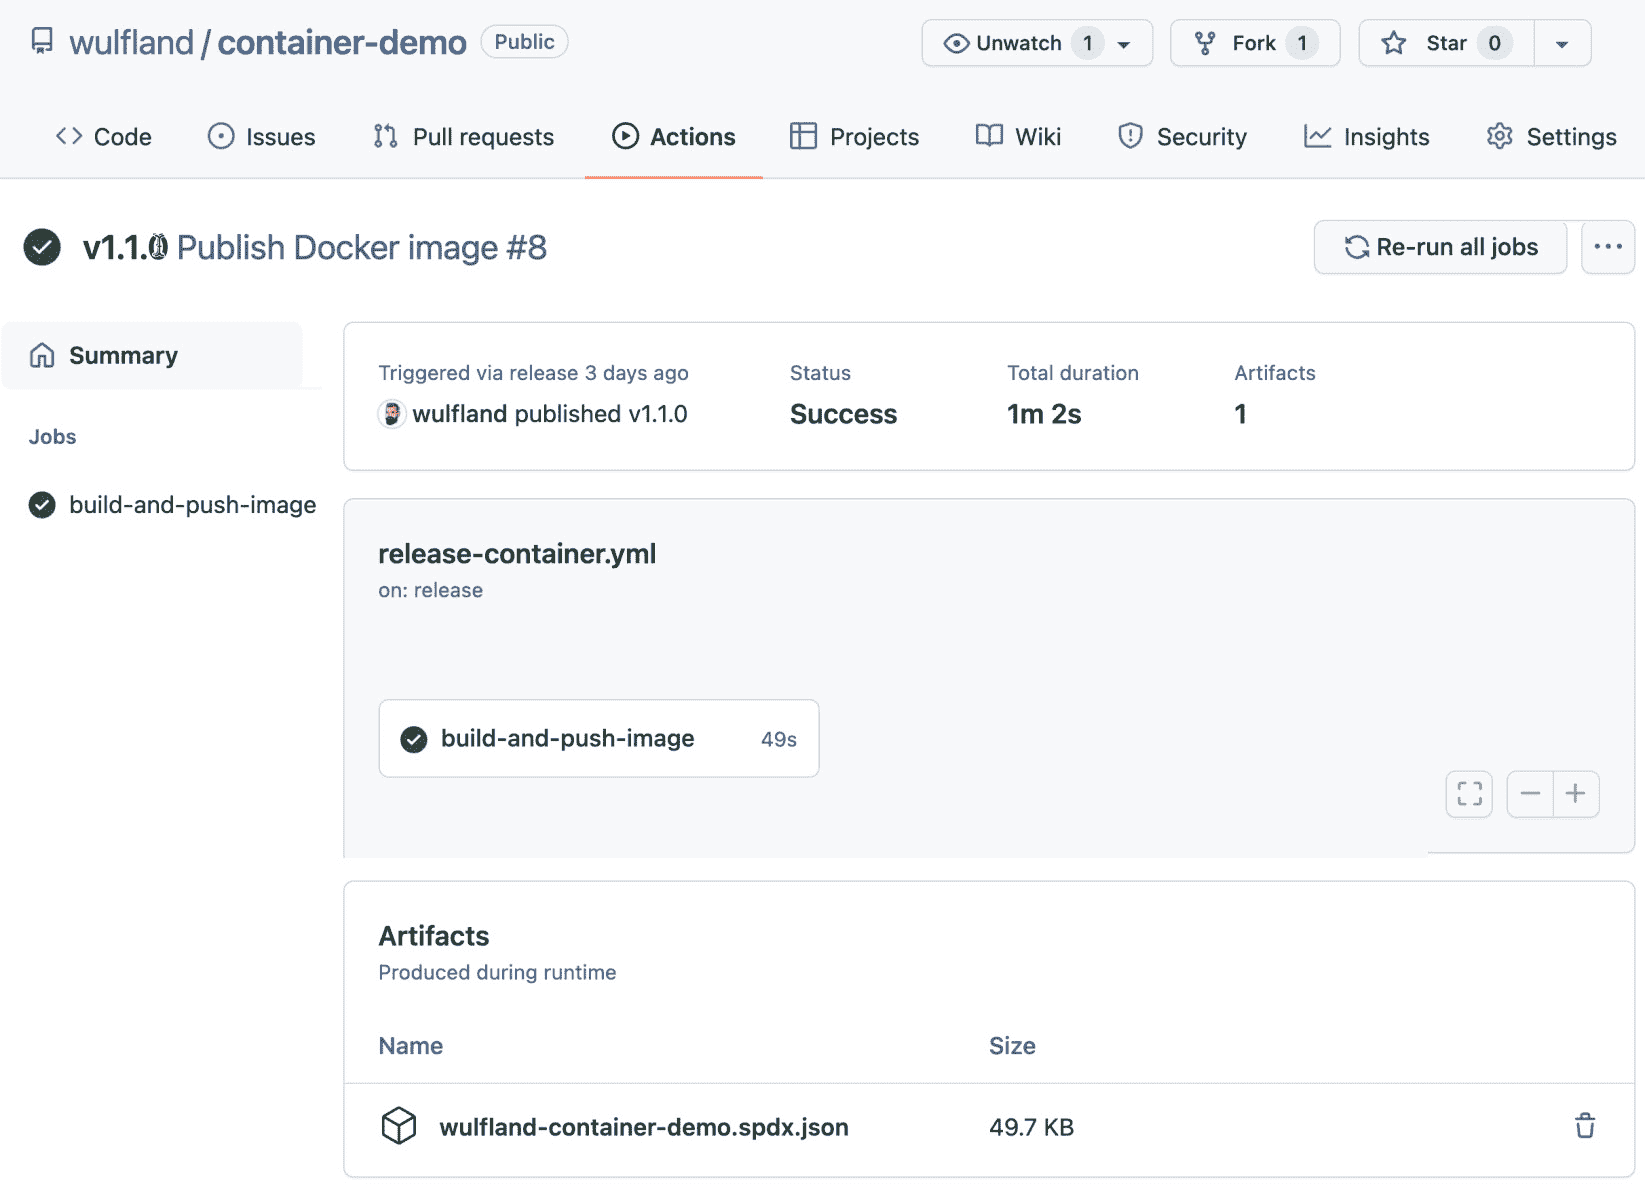 wulfland / container-demo Public Unwatch 1 Fork 1 Star 0
Code Issues Pull requests Actions Projects Wiki Security Insights Settings
v1.1.0 Publish Docker image #8 Re-run all jobs
Summary
Jobs
build-and-push-image
Triggered via release 3 days ago Status Total duration Artifacts
wulfland published v1.1.0 Success 1m 2s 1
release-container.yml
on: release
build-and-push-image 49s
Artifacts
Produced during runtime
Name Size
wulfland-container-demo.spdx.json 49.7 KB